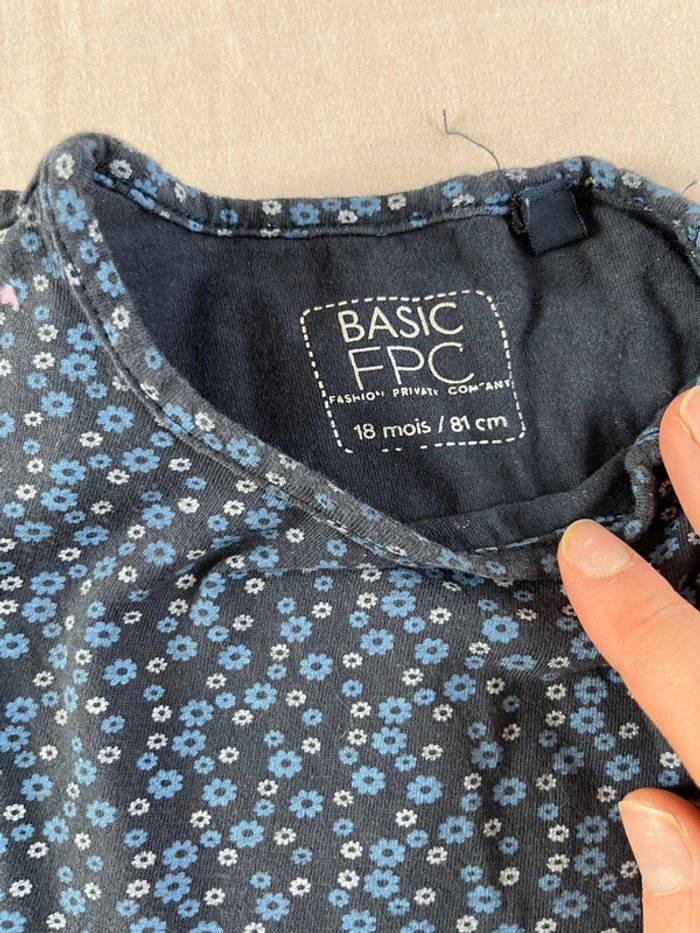 BASIC
FPC
FASHION PRIVATE COMPANY
18 mois / 81 cm